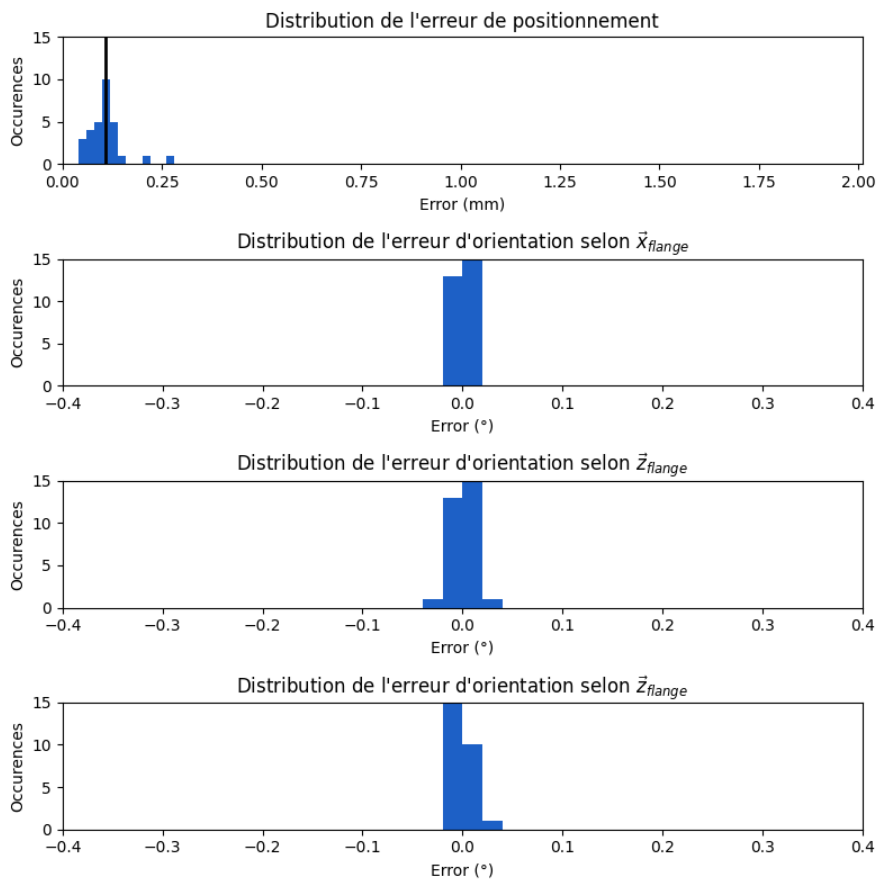 Distribution de l'erreur de positionnement
15
10
5
0
Occurences
0.00 0.25 0.50 0.75 1.00 1.25 1.50 1.75 2.00
Error (mm)
Distribution de l'erreur d'orientation selon x⃗flange
15
10
5
0
Occurences
−0.4 −0.3 −0.2 −0.1 0.0 0.1 0.2 0.3 0.4
Error (°)
Distribution de l'erreur d'orientation selon z⃗flange
15
10
5
0
Occurences
−0.4 −0.3 −0.2 −0.1 0.0 0.1 0.2 0.3 0.4
Error (°)
Distribution de l'erreur d'orientation selon z⃗flange
15
10
5
0
Occurences
−0.4 −0.3 −0.2 −0.1 0.0 0.1 0.2 0.3 0.4
Error (°)